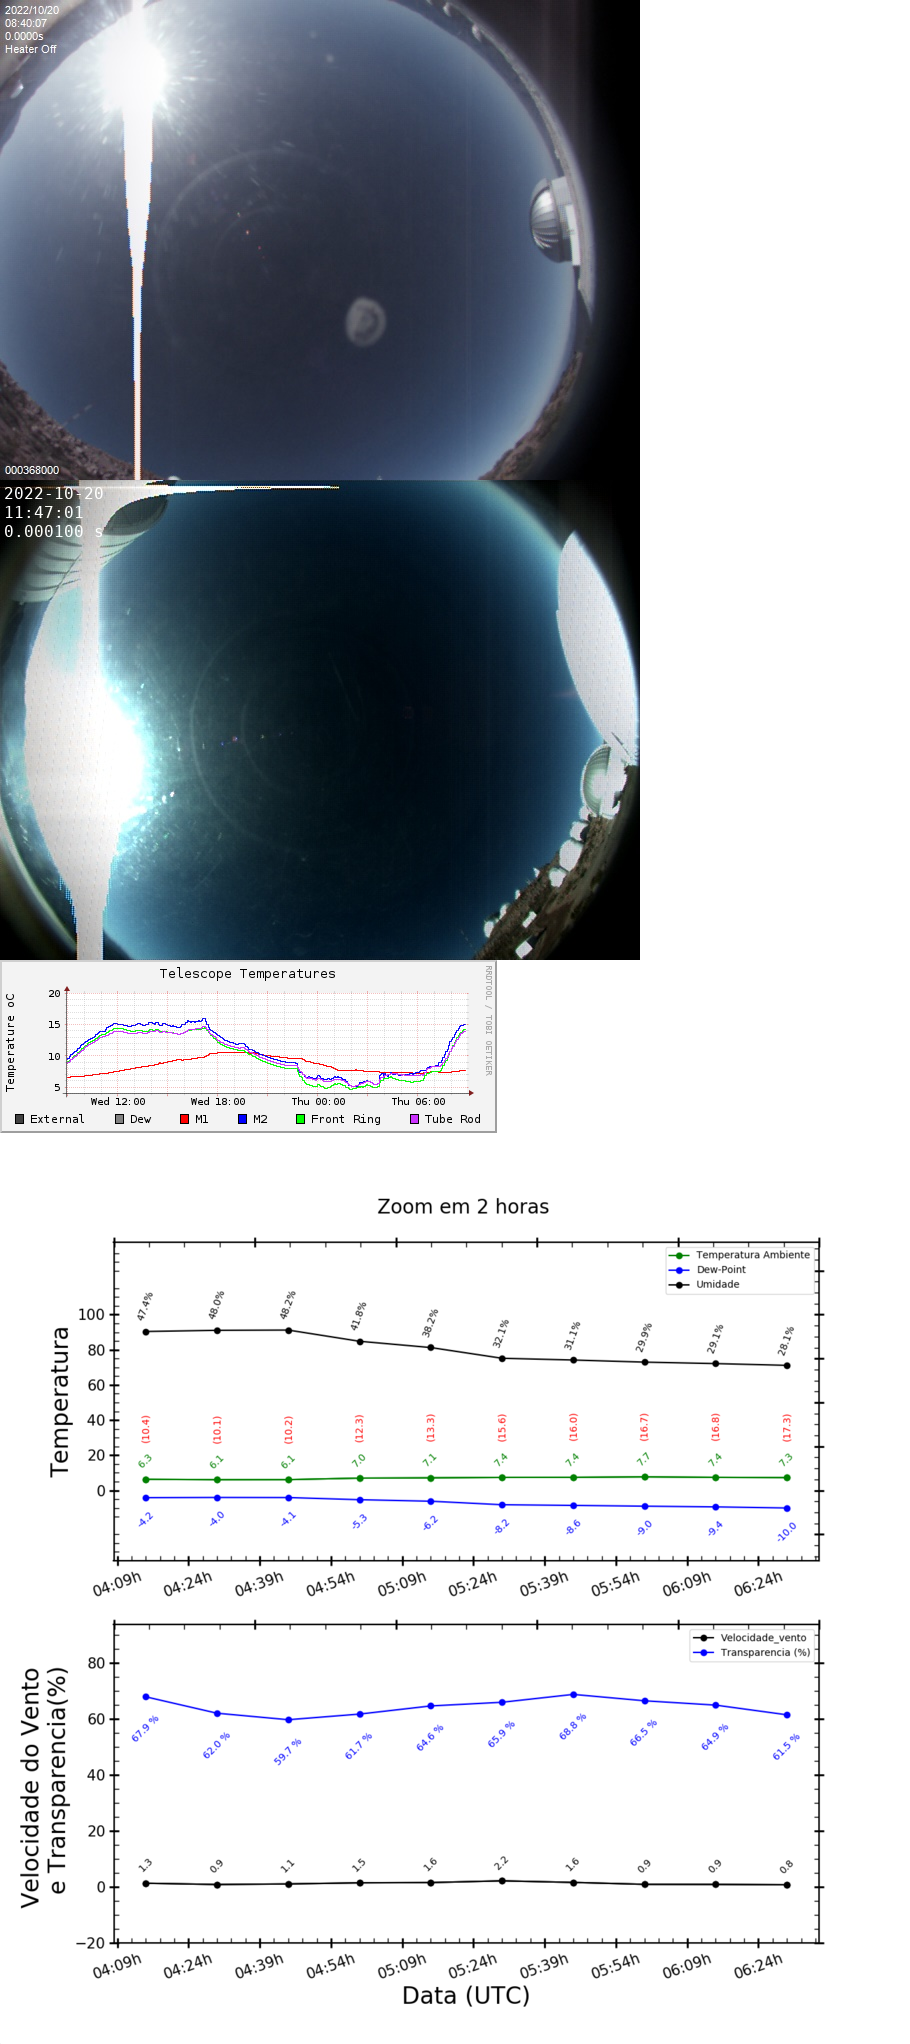 2022/10/20
08:40:07
0.0000s
Heater Off
000368000
2022-10-20
11:47:01
0.000100 s
Telescope Temperatures
RRDTOOL / TOBI OETIKER
Temperature oC
20
15
10
5
Wed 12:00 Wed 18:00 Thu 00:00 Thu 06:00
External Dew M1 M2 Front Ring Tube Rod
Zoom em 2 horas
Temperatura Ambiente
Dew-Point
Umidade
Temperatura
100
80
60
40
20
0
47.4% 48.0% 48.2% 41.8% 38.2% 32.1% 31.1% 29.9% 29.1% 28.1%
(10.4) (10.1) (10.2) (12.3) (13.3) (15.6) (16.0) (16.7) (16.8) (17.3)
6.3 6.1 6.1 7.0 7.1 7.4 7.4 7.7 7.4 7.3
-4.2 -4.0 -4.1 -5.3 -6.2 -8.2 -8.6 -9.0 -9.4 -10.0
04:09h 04:24h 04:39h 04:54h 05:09h 05:24h 05:39h 05:54h 06:09h 06:24h
Velocidade_vento
Transparencia (%)
Velocidade do Vento
e Transparencia(%)
80
60
40
20
0
−20
67.9 % 62.0 % 59.7 % 61.7 % 64.6 % 65.9 % 68.8 % 66.5 % 64.9 % 61.5 %
1.3 0.9 1.1 1.5 1.6 2.2 1.6 0.9 0.9 0.8
04:09h 04:24h 04:39h 04:54h 05:09h 05:24h 05:39h 05:54h 06:09h 06:24h
Data (UTC)